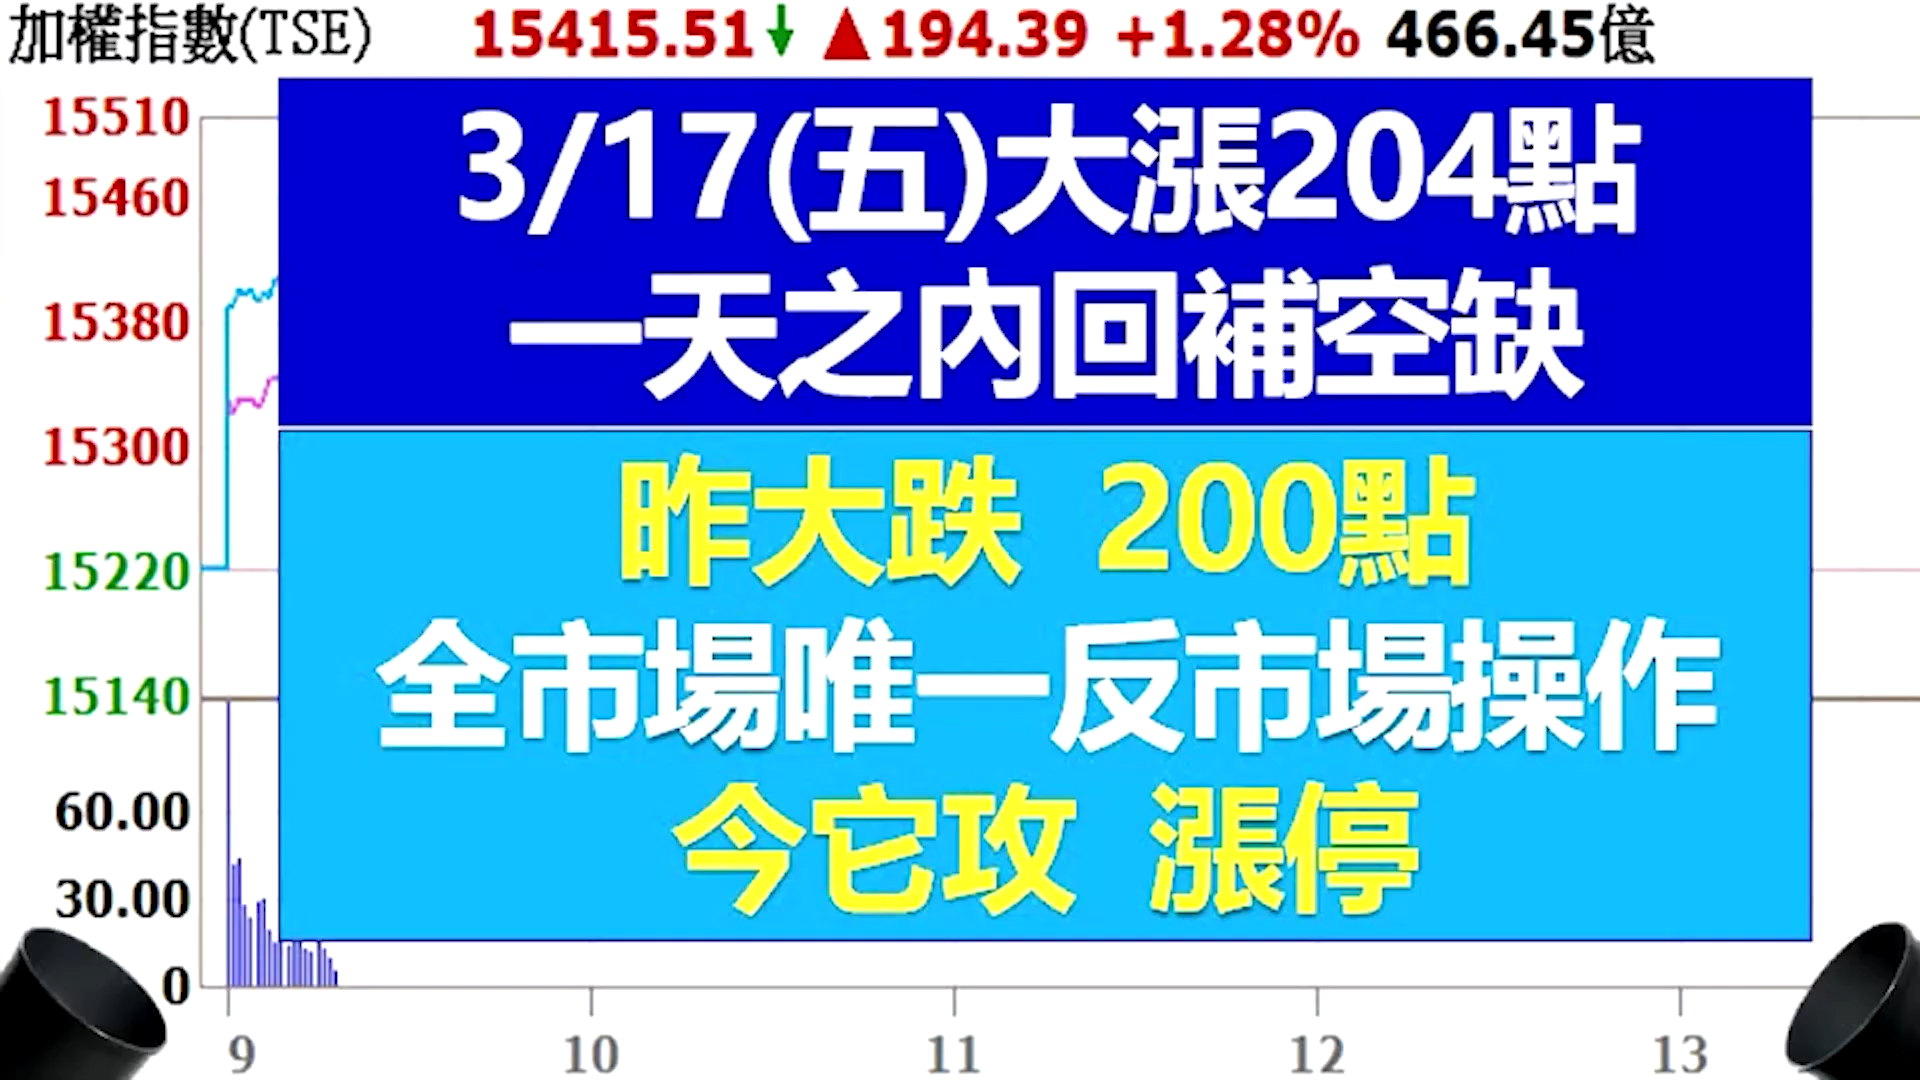 加權指數(TSE) 15415.51↓ ▲194.39 +1.28% 466.45億
15510
15460
15380
15300
15220
15140
60.00
30.00
0
3/17(五)大漲204點
一天之內回補空缺
昨大跌 200點
全市場唯一反市場操作
今它攻 漲停
9 10 11 12 13